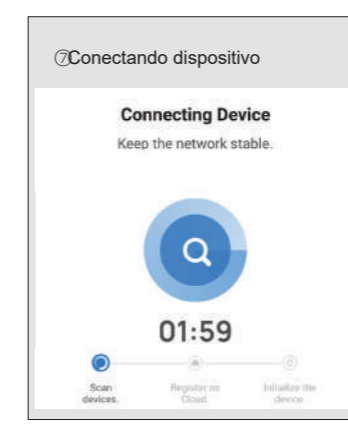 ⑦Conectando dispositivo
Connecting Device
Keep the network stable.
01:59
Scan
devices.
Register on
Cloud.
Initialize the
device.